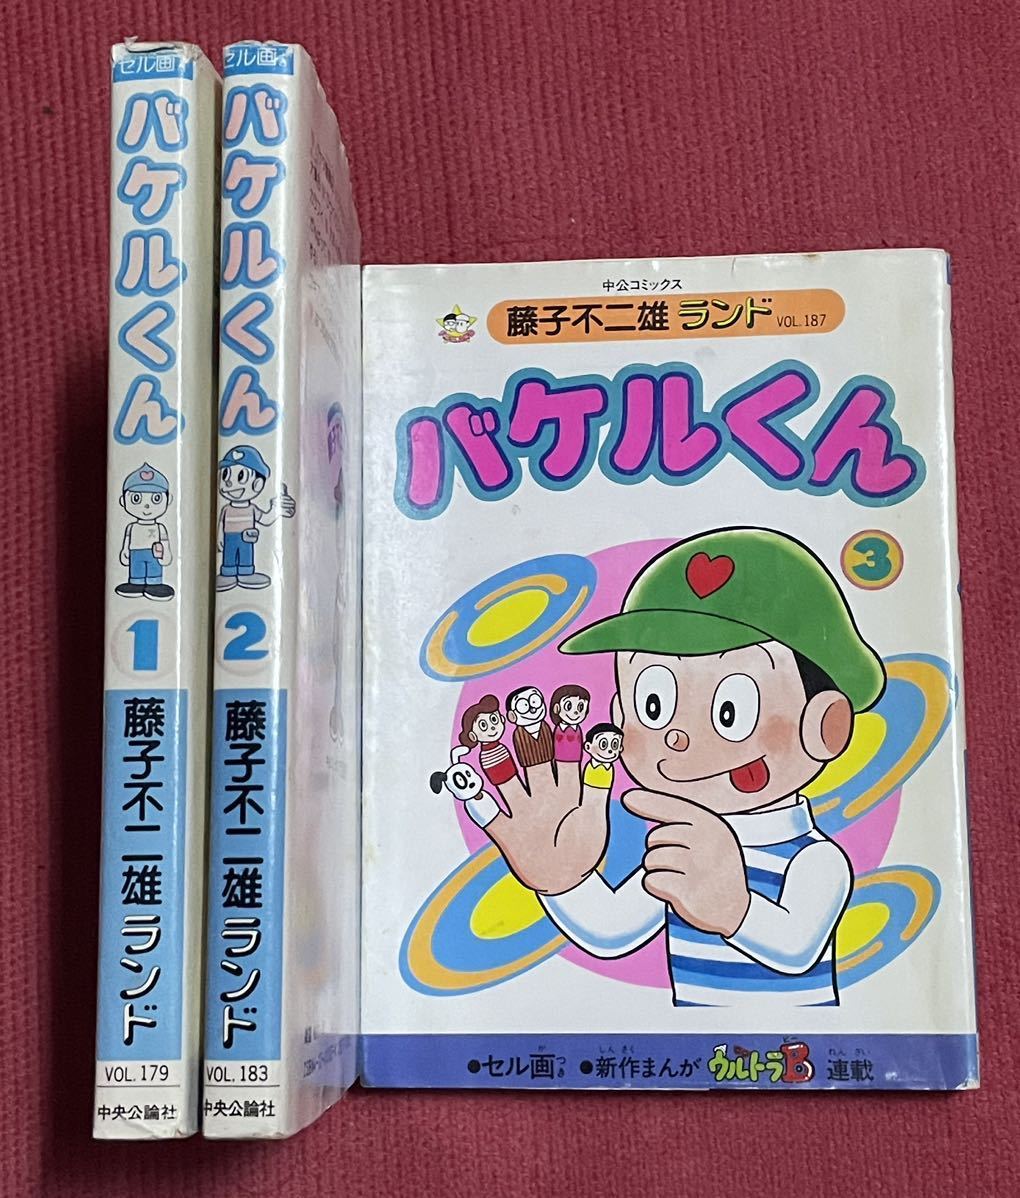 セル画
バケルくん
1
藤子不二雄ランド
VOL. 179
中央公論社
セル画
バケルくん
2
藤子不二雄ランド
VOL. 183
中央公論社
中公コミックス
藤子不二雄ランド VOL.187
バケルくん
3
●セル画つき ●新作まんが ウルトラB 連載